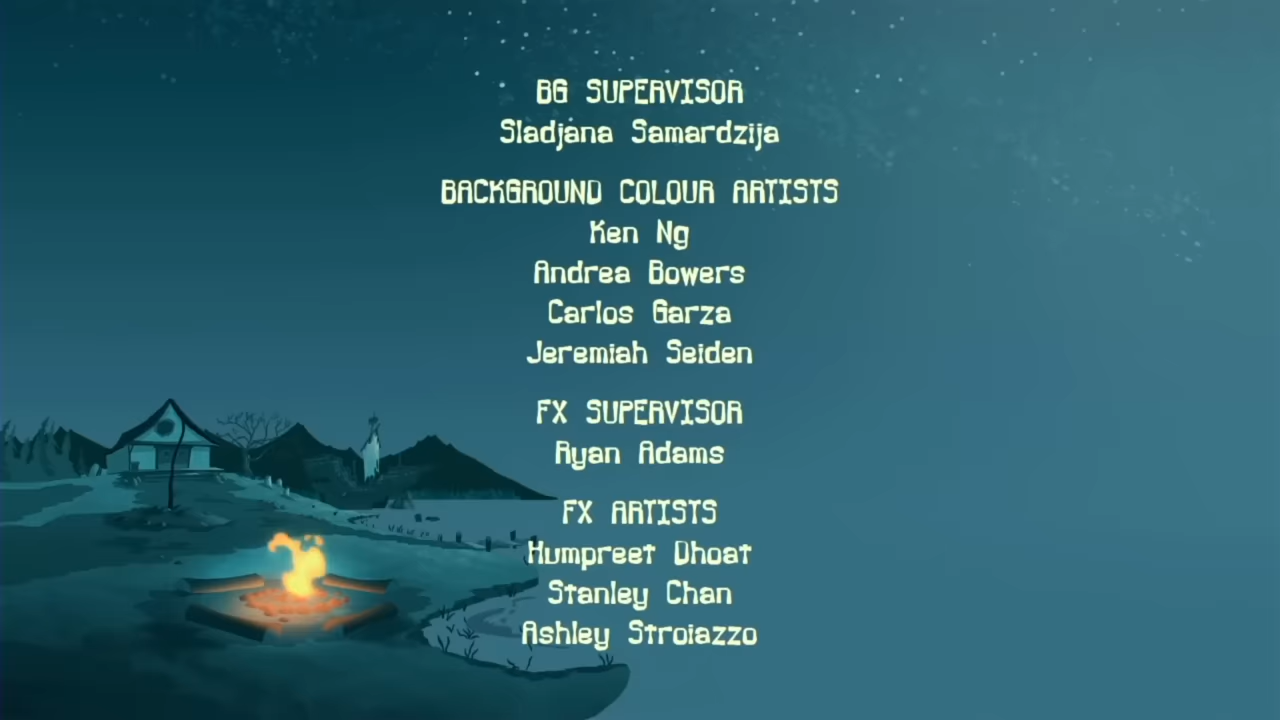 BG SUPERVISOR
Sladjana Samardzija
BACKGROUND COLOUR ARTISTS
Ken Ng
Andrea Bowers
Carlos Garza
Jeremiah Seiden
FX SUPERVISOR
Ryan Adams
FX ARTISTS
Humpreet Dhoat
Stanley Chan
Ashley Stroiazzo